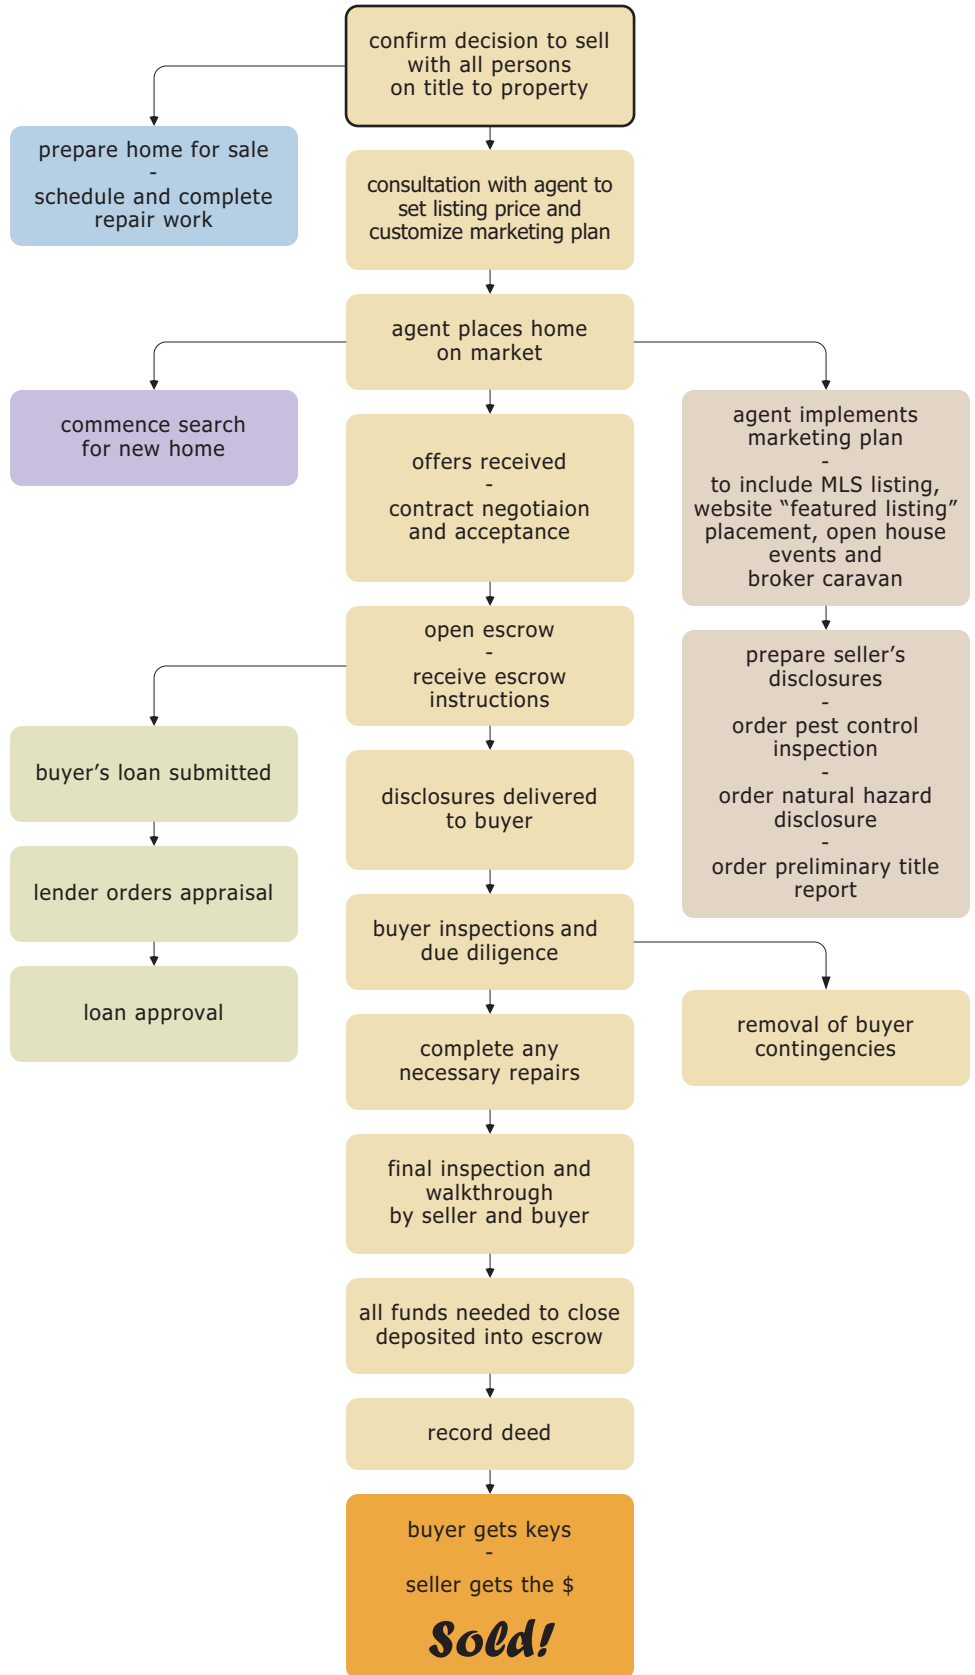 confirm decision to sell
with all persons
on title to property
prepare home for sale
-
schedule and complete
repair work
consultation with agent to
set listing price and
customize marketing plan
agent places home
on market
commence search
for new home
agent implements
marketing plan
-
to include MLS listing,
website “featured listing”
placement, open house
events and
broker caravan
offers received
-
contract negotiaion
and acceptance
open escrow
-
receive escrow
instructions
prepare seller’s
disclosures
-
order pest control
inspection
-
order natural hazard
disclosure
-
order preliminary title
report
buyer’s loan submitted
disclosures delivered
to buyer
lender orders appraisal
buyer inspections and
due diligence
loan approval
removal of buyer
contingencies
complete any
necessary repairs
final inspection and
walkthrough
by seller and buyer
all funds needed to close
deposited into escrow
record deed
buyer gets keys
-
seller gets the $
Sold!